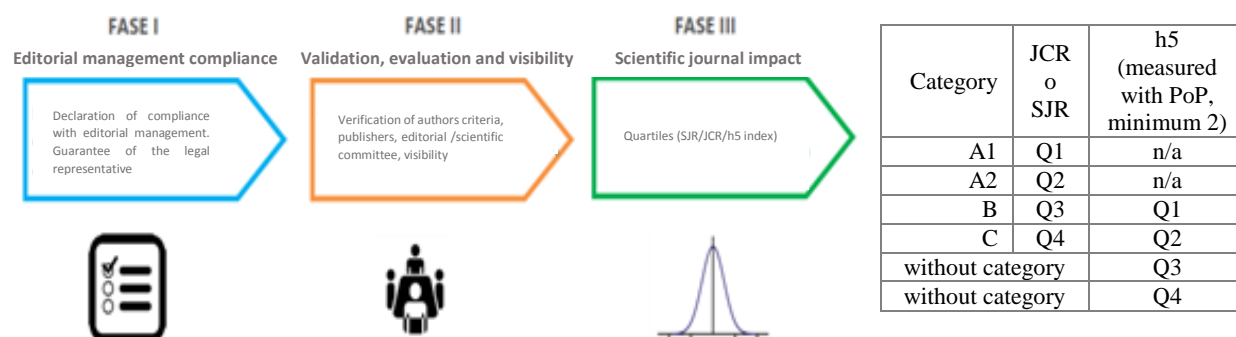 FASE I
Editorial management compliance
Declaration of compliance
with editorial management.
Guarantee of the legal
representative
FASE II
Validation, evaluation and visibility
Verification of authors criteria,
publishers, editorial /scientific
committee, visibility
FASE III
Scientific journal impact
Quartiles (SJR/JCR/h5 index)
Category
JCR
o
SJR
h5
(measured
with PoP,
minimum 2)
A1 Q1 n/a
A2 Q2 n/a
B Q3 Q1
C Q4 Q2
without category Q3
without category Q4